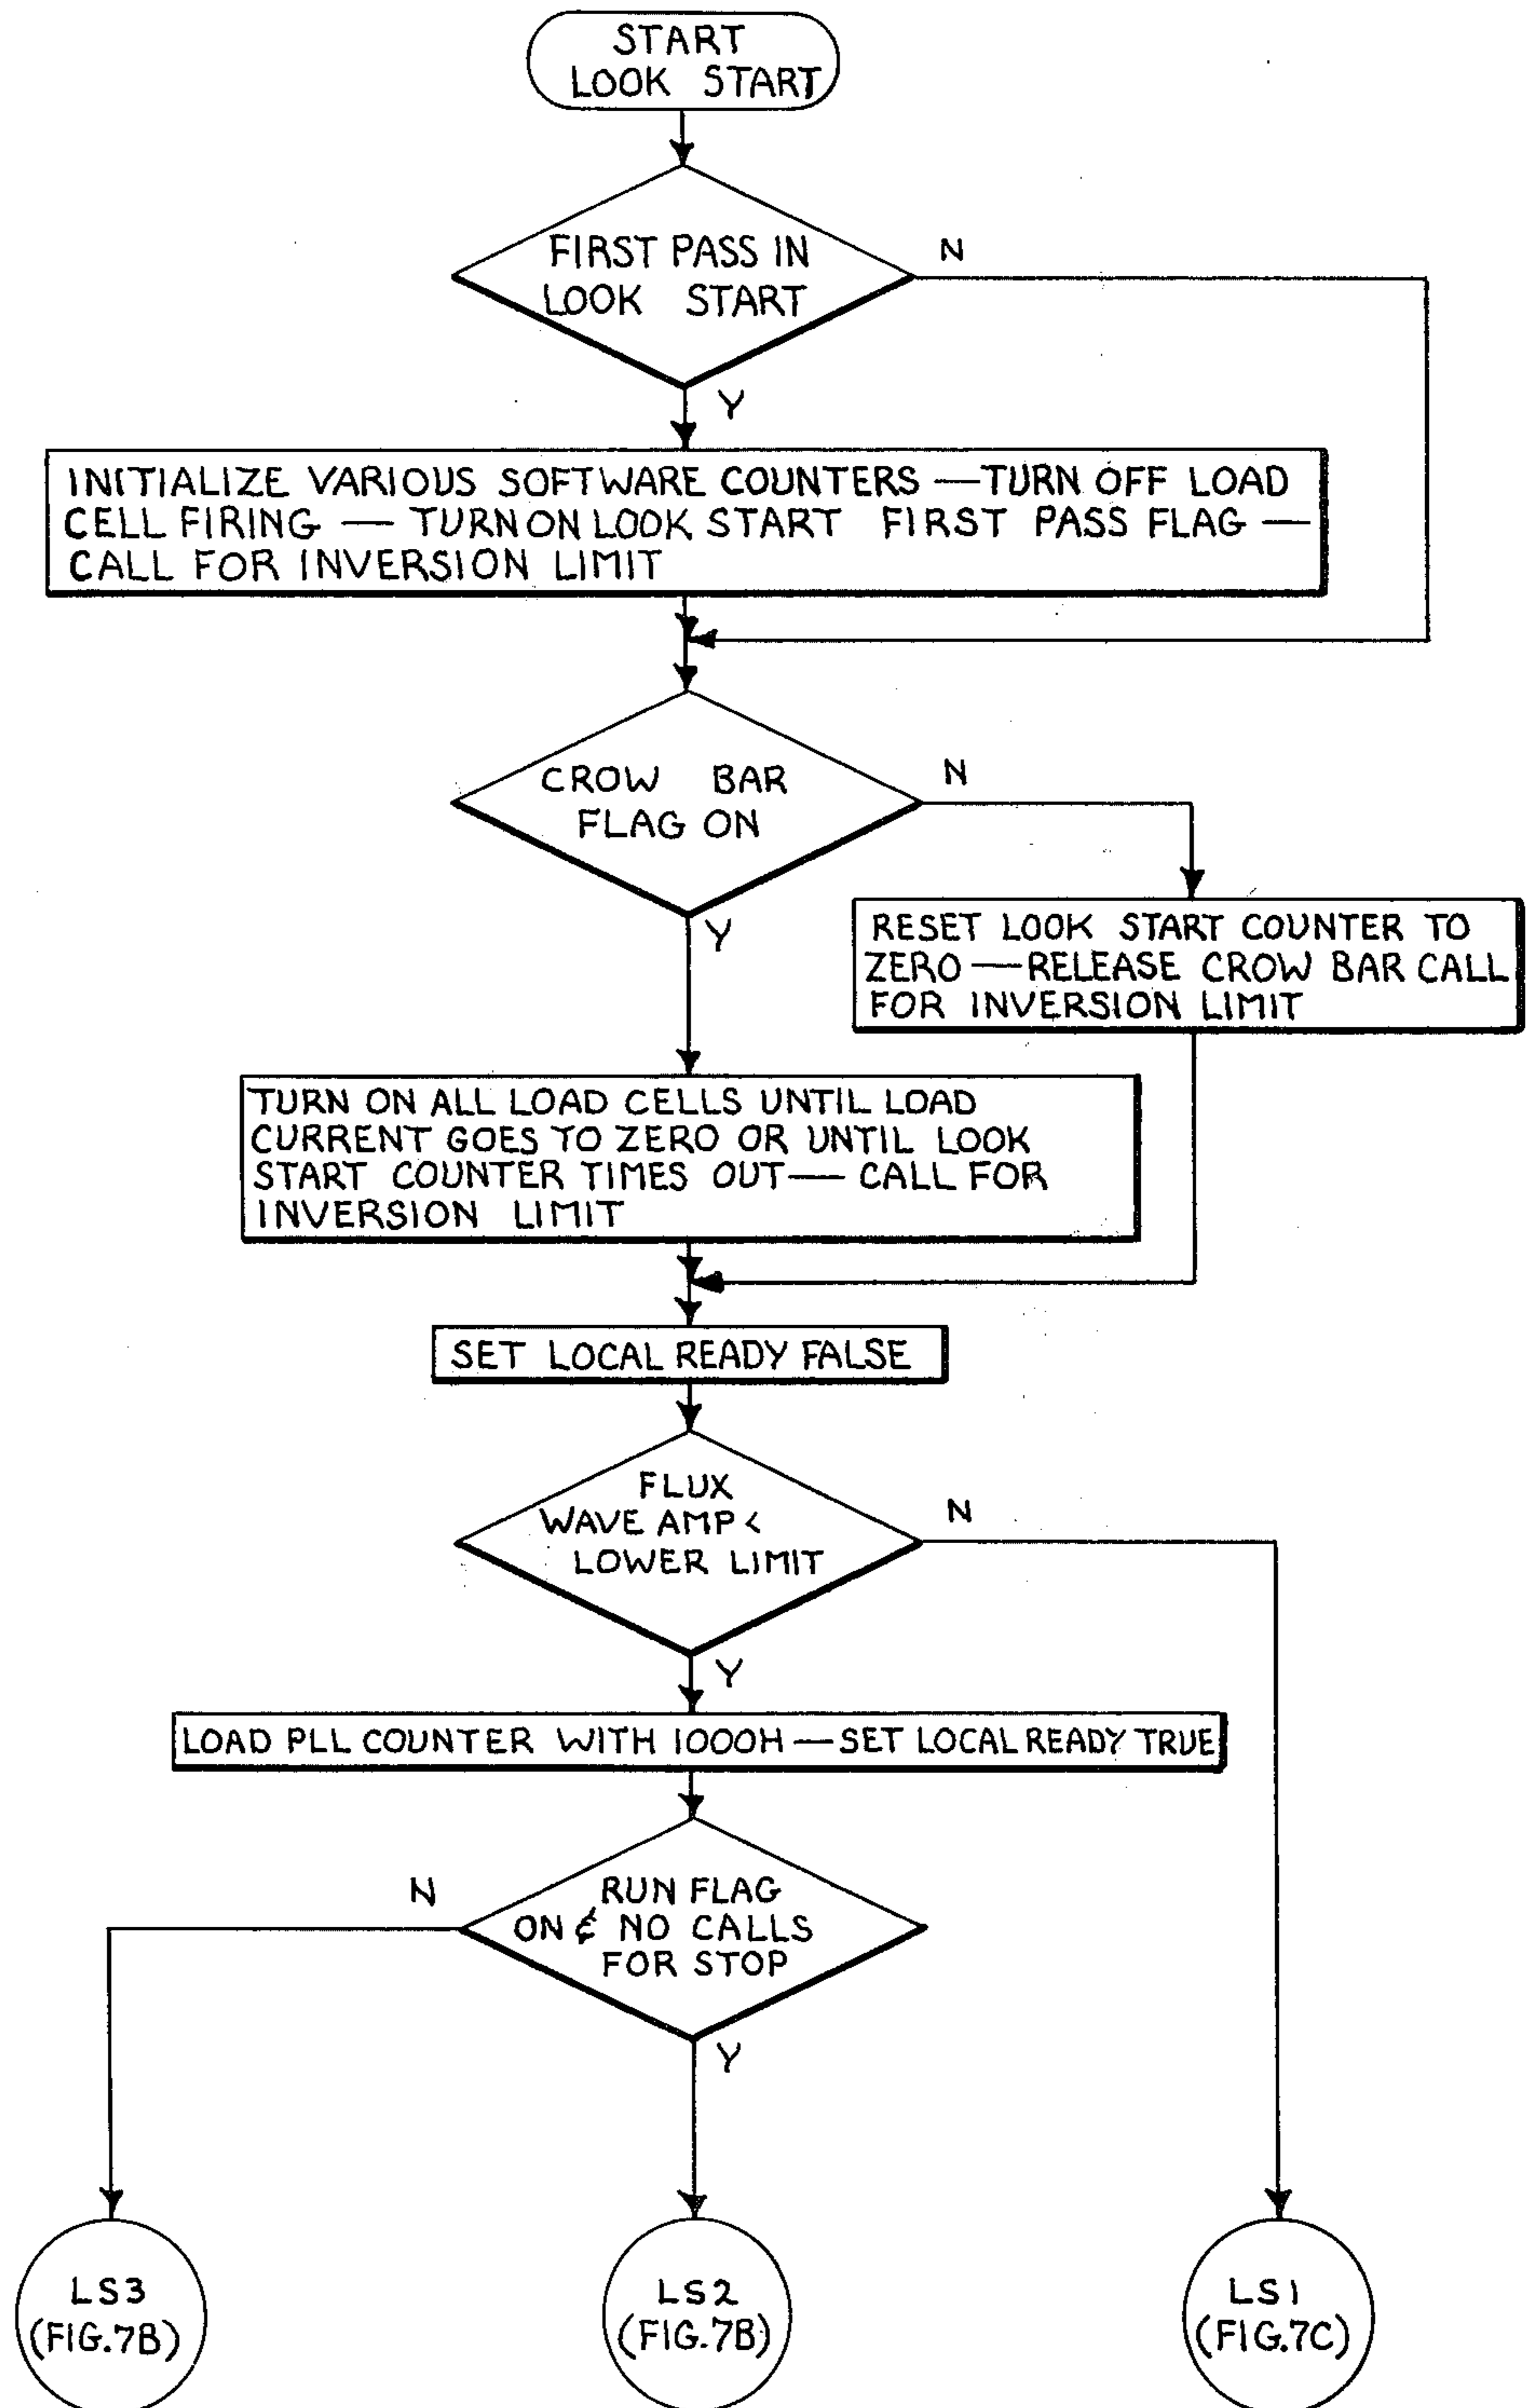 START
LOOK START
FIRST PASS IN
LOOK START
N
Y
INITIALIZE VARIOUS SOFTWARE COUNTERS — TURN OFF LOAD
CELL FIRING — TURN ON LOOK START FIRST PASS FLAG —
CALL FOR INVERSION LIMIT
CROW BAR
FLAG ON
N
Y
RESET LOOK START COUNTER TO
ZERO — RELEASE CROW BAR CALL
FOR INVERSION LIMIT
TURN ON ALL LOAD CELLS UNTIL LOAD
CURRENT GOES TO ZERO OR UNTIL LOOK
START COUNTER TIMES OUT — CALL FOR
INVERSION LIMIT
SET LOCAL READY FALSE
FLUX
WAVE AMP <
LOWER LIMIT
N
Y
LOAD PLL COUNTER WITH 1000H — SET LOCAL READY TRUE
N
RUN FLAG
ON & NO CALLS
FOR STOP
Y
LS3
(FIG.7B)
LS2
(FIG.7B)
LS1
(FIG.7C)